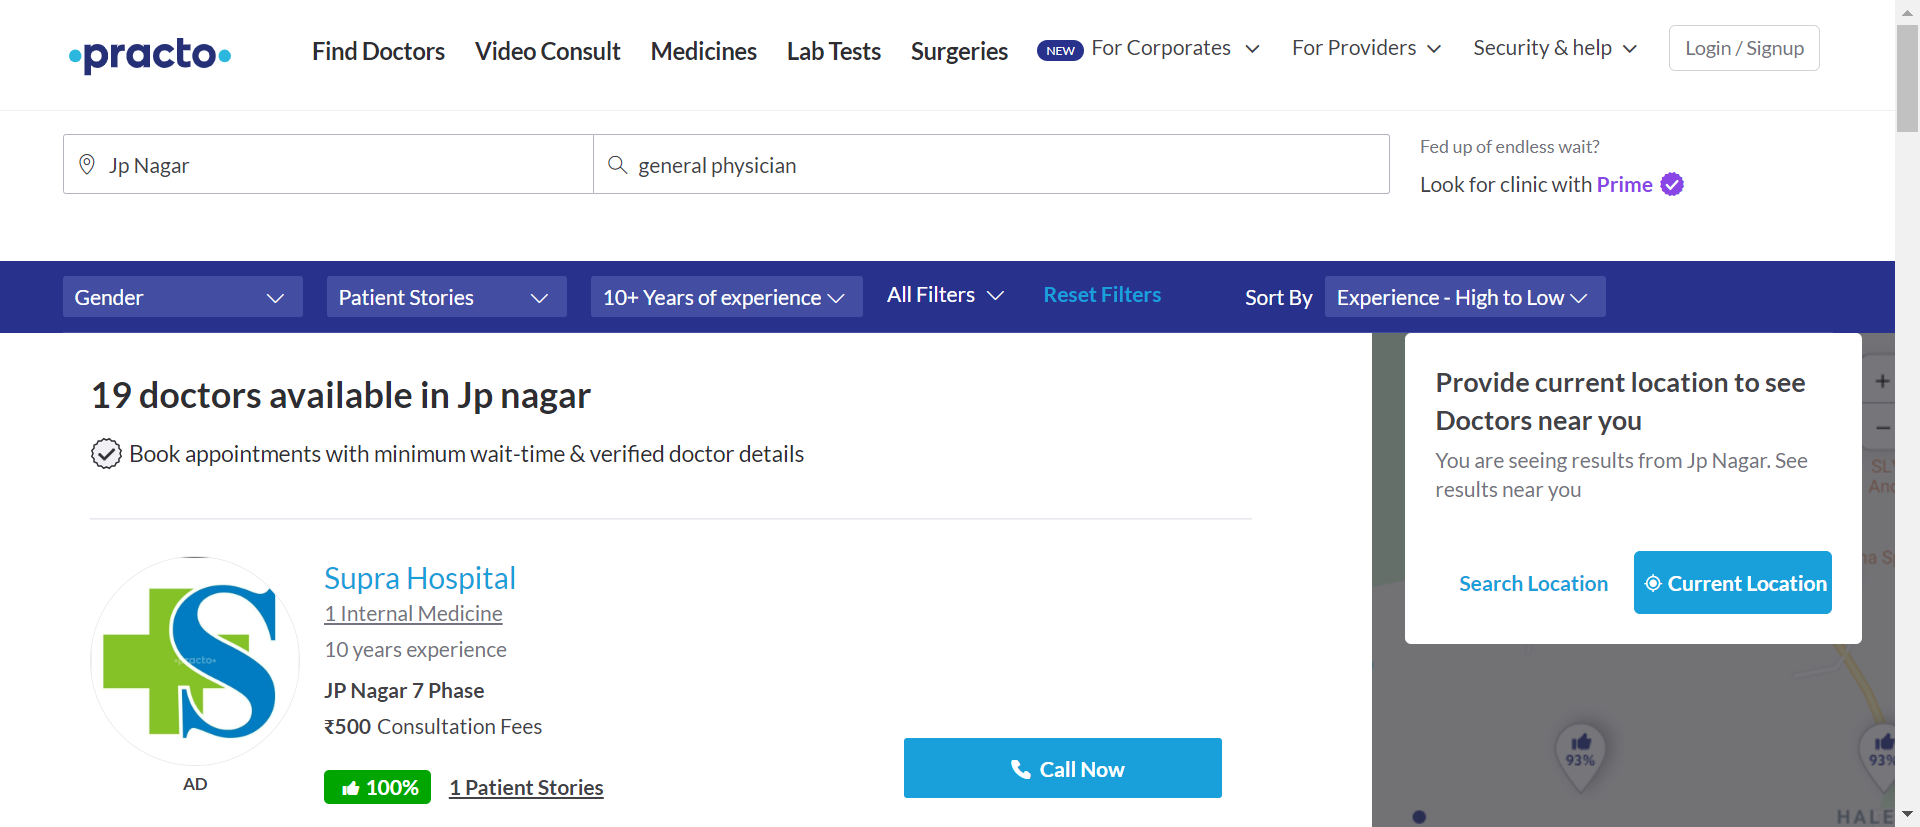 practo
Find Doctors
Video Consult
Medicines
Lab Tests
Surgeries
NEW
For Corporates
For Providers
Security & help
Login / Signup
Jp Nagar
general physician
Fed up of endless wait?
Look for clinic with Prime
Gender
Patient Stories
10+ Years of experience
All Filters
Reset Filters
Sort By
Experience - High to Low
19 doctors available in Jp nagar
Book appointments with minimum wait-time & verified doctor details
practo
AD
Supra Hospital
1 Internal Medicine
10 years experience
JP Nagar 7 Phase
₹500 Consultation Fees
100%
1 Patient Stories
Call Now
Provide current location to see
Doctors near you
You are seeing results from Jp Nagar. See
results near you
Search Location
Current Location
+
−
93%
93%